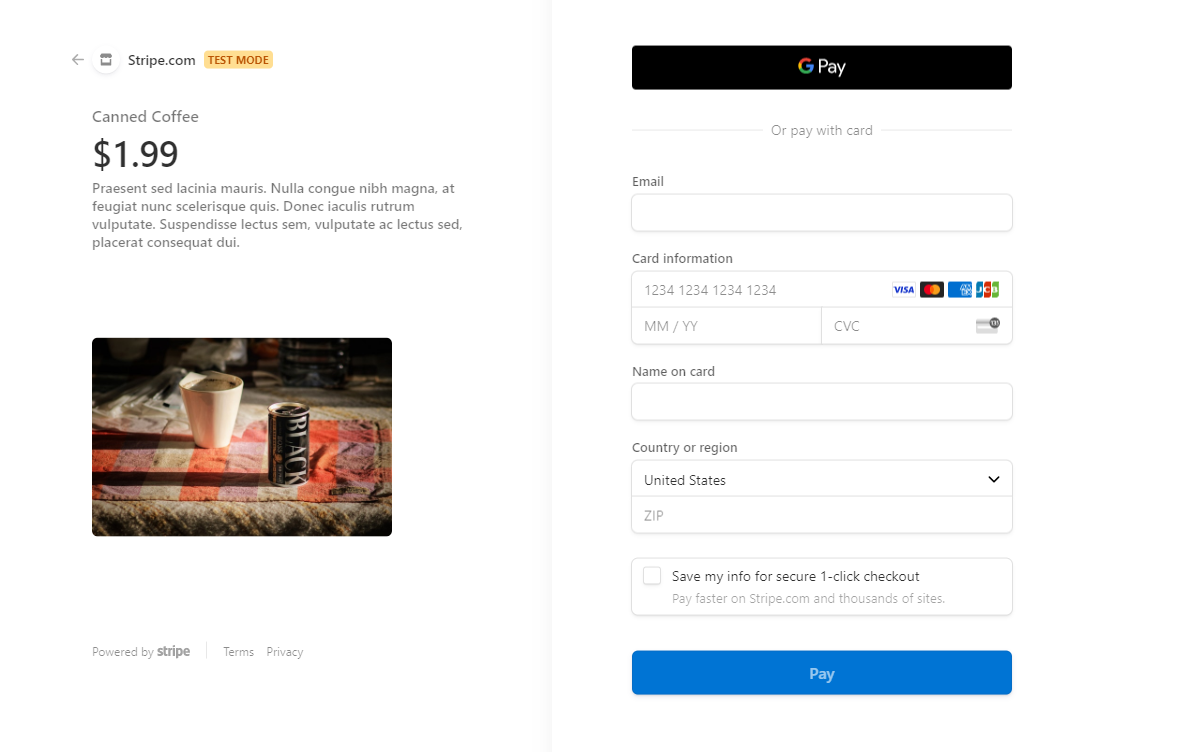 Stripe.com TEST MODE
Canned Coffee
$1.99
Praesent sed lacinia mauris. Nulla congue nibh magna, at
feugiat nunc scelerisque quis. Donec iaculis rutrum
vulputate. Suspendisse lectus sem, vulputate ac lectus sed,
placerat consequat dui.
BLACK
Powered by stripe
Terms Privacy
G Pay
Or pay with card
Email
Card information
1234 1234 1234 1234 VISA JCB
MM / YY CVC
Name on card
Country or region
United States
ZIP
Save my info for secure 1-click checkout
Pay faster on Stripe.com and thousands of sites.
Pay